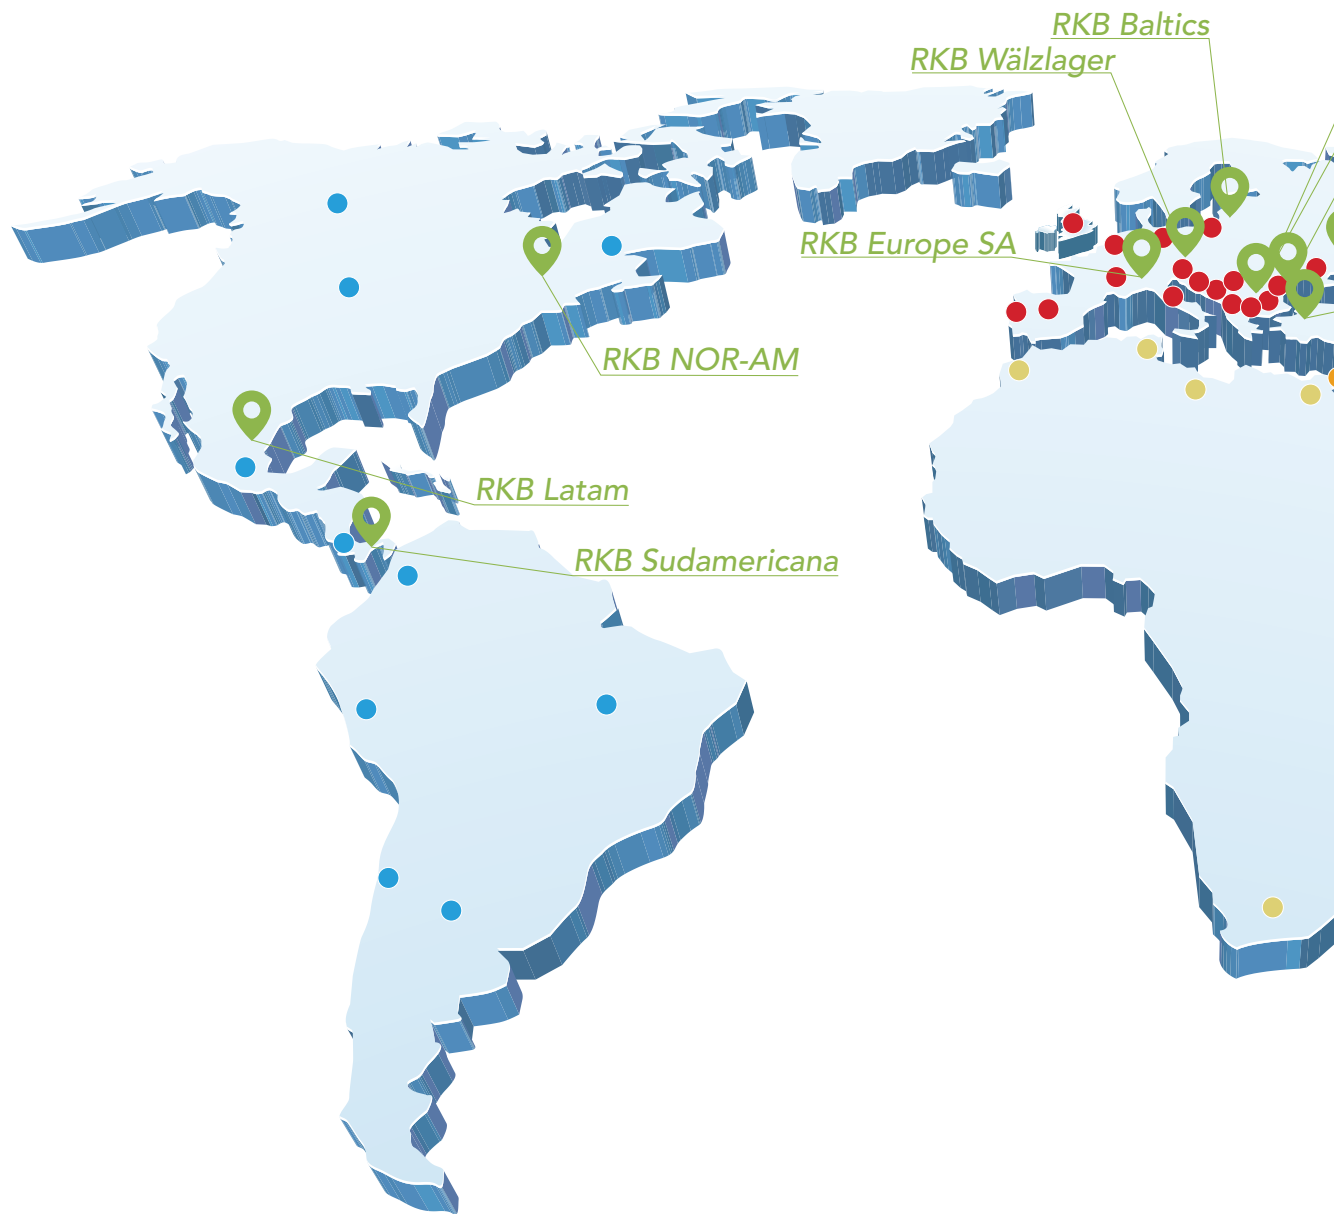 RKB Baltics
RKB Wälzlager
RKB Europe SA
RKB NOR-AM
RKB Latam
RKB Sudamericana